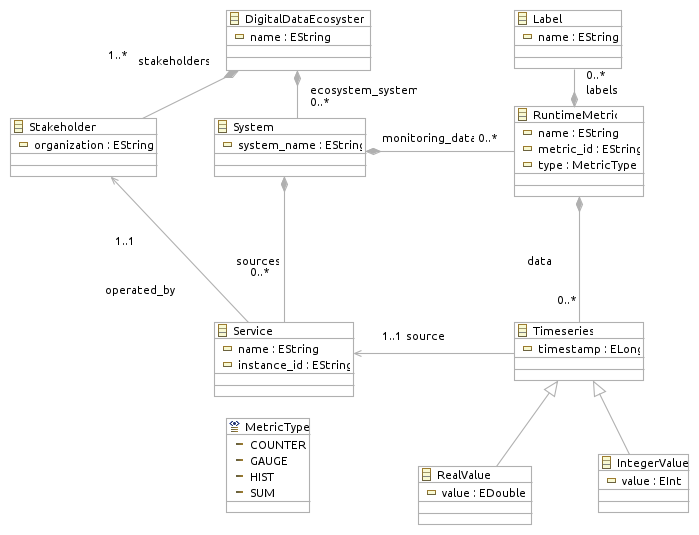 DigitalDataEcosyster
name : EString
Label
name : EString
1..*
stakeholders
ecosystem_system
0..*
0..*
labels
Stakeholder
organization : EString
System
system_name : EString
monitoring_data 0..*
RuntimeMetric
name : EString
metric_id : EString
type : MetricType
1..1
operated_by
sources
0..*
data
0..*
Service
name : EString
instance_id : EString
1..1 source
Timeseries
timestamp : ELong
MetricType
COUNTER
GAUGE
HIST
SUM
RealValue
value : EDouble
IntegerValue
value : EInt